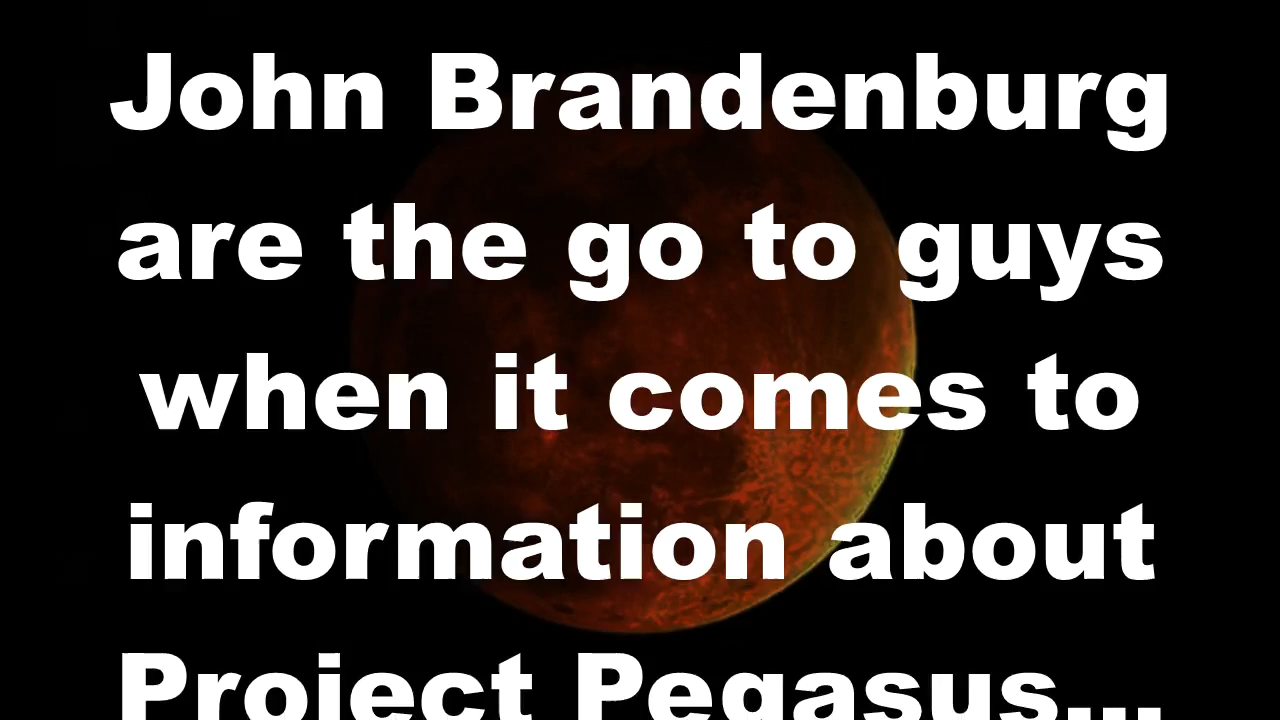 John Brandenburg
are the go to guys
when it comes to
information about
Project Pegasus...